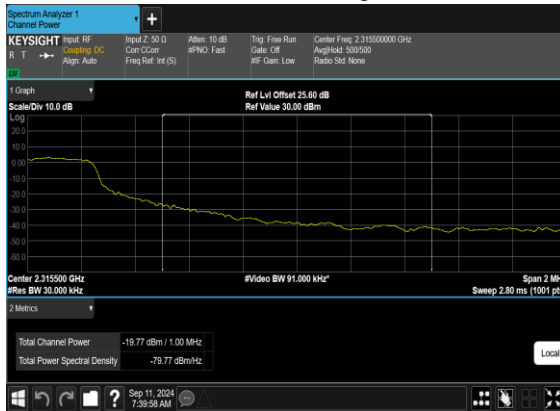 Spectrum Analyzer 1
Channel Power
+
KEYSIGHT
R T
LXI
Input: RF
Coupling: DC
Align: Auto
Input Z: 50 Ω
Corr CCorr
Freq Ref: Int (S)
Atten: 10 dB
#PNO: Fast
Trig: Free Run
Gate: Off
#IF Gain: Low
Center Freq: 2.315500000 GHz
Avg|Hold: 500/500
Radio Std: None
1 Graph
Scale/Div 10.0 dB
Ref Lvl Offset 25.60 dB
Ref Value 30.00 dBm
Log
20.0
10.0
0.00
-10.0
-20.0
-30.0
-40.0
-50.0
-60.0
Center 2.315500 GHz
#Res BW 30.000 kHz
#Video BW 91.000 kHz*
Span 2 MH
Sweep 2.80 ms (1001 pt
2 Metrics
Total Channel Power -19.77 dBm / 1.00 MHz
Total Power Spectral Density -79.77 dBm/Hz
Local
?
Sep 11, 2024
7:39:58 AM